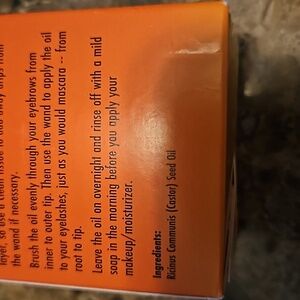 layer, to use a clean tissue to dab away drips from
the wand if necessary.
Brush the oil evenly through your eyebrows from
inner to outer tip. Then use the wand to apply the oil
to your eyelashes, just as you would mascara -- from
root to tip.
Leave the oil on overnight and rinse off with a mild
soap in the morning before you apply your
makeup/moisturizer.
Ingredients:
Ricinus Communis (Castor) Seed Oil